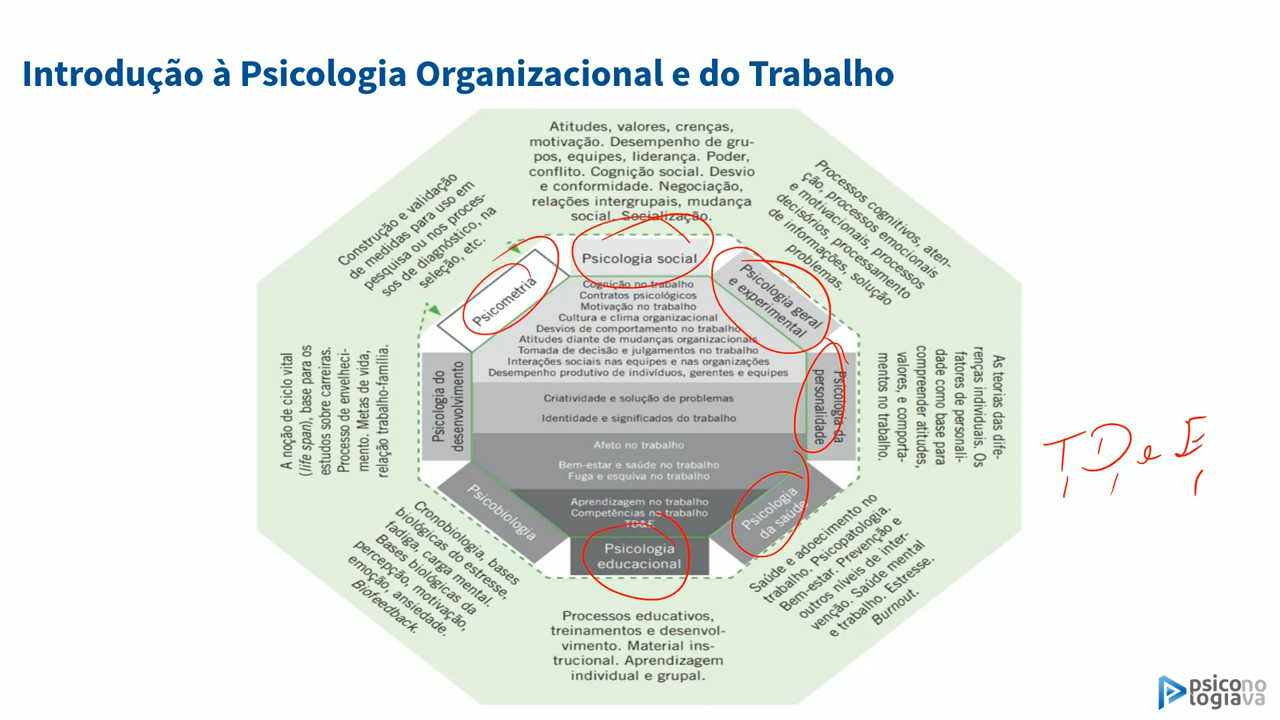 Introdução à Psicologia Organizacional e do Trabalho
Atitudes, valores, crenças,
motivação. Desempenho de gru-
pos, equipes, liderança. Poder,
conflito. Cognição social. Desvio
e conformidade. Negociação,
relações intergrupais, mudança
social. Socialização.
Construção e validação
de medidas para uso em
pesquisa ou nos proces-
sos de diagnóstico, na
seleção, etc.
Processos cognitivos, aten-
ção, processos emocionais
e motivacionais, processos
decisórios, processamento
de informações, solução
problemas.
Psicometria
Psicologia social
Psicologia geral
e experimental
Cognição no trabalho
Contratos psicológicos
Motivação no trabalho
Cultura e clima organizacional
Desvios de comportamento no trabalho
Atitudes diante de mudanças organizacionais
Tomada de decisão e julgamentos no trabalho
Interações sociais nas equipes e nas organizações
Desempenho produtivo de indivíduos, gerentes e equipes
Criatividade e solução de problemas
Identidade e significados do trabalho
Afeto no trabalho
Bem-estar e saúde no trabalho
Fuga e esquiva no trabalho
Aprendizagem no trabalho
Competências no trabalho
TD&E
A noção de ciclo vital
(life span), base para os
estudos sobre carreiras.
Processo de envelheci-
mento. Metas de vida,
relação trabalho-família.
Psicologia do
desenvolvimento
Psicologia da
personalidade
As teorias das dife-
renças individuais. Os
fatores de personali-
dade como base para
compreender atitudes,
valores, e comporta-
mentos no trabalho.
TD e E
Psicobiologia
Psicologia
educacional
Psicologia
da saúde
Cronobiologia, bases
biológicas do estresse,
fadiga, carga mental.
Bases biológicas da
percepção, motivação,
emoção, ansiedade.
Biofeedback.
Processos educativos,
treinamentos e desenvol-
vimento. Material ins-
trucional. Aprendizagem
individual e grupal.
Saúde e adoecimento no
trabalho. Psicopatologia.
Bem-estar. Prevenção e
outros níveis de inter-
venção. Saúde mental
e trabalho. Estresse.
Burnout.
psicono
logiava